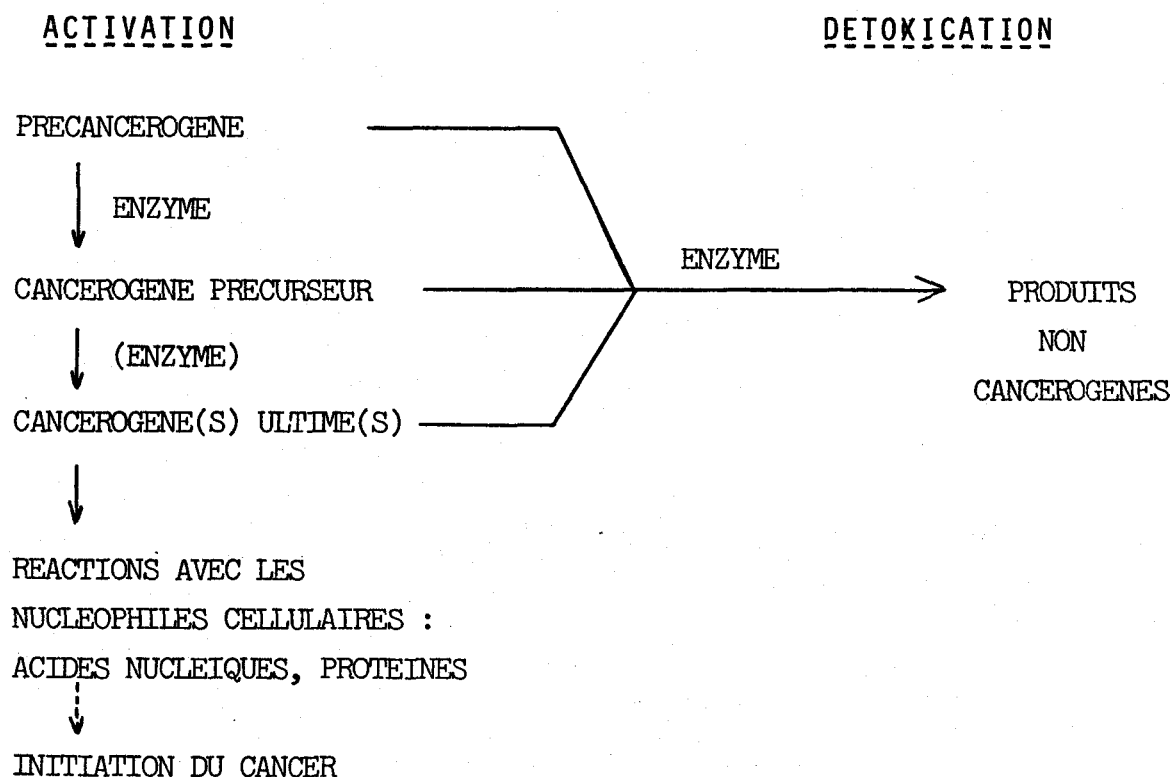 ACTIVATION
DETOXICATION
PRECANCEROGENE
ENZYME
CANCEROGENE PRECURSEUR
(ENZYME)
CANCEROGENE(S) ULTIME(S)
ENZYME
PRODUITS
NON
CANCEROGENES
REACTIONS AVEC LES
NUCLEOPHILES CELLULAIRES :
ACIDES NUCLEIQUES, PROTEINES
INITIATION DU CANCER